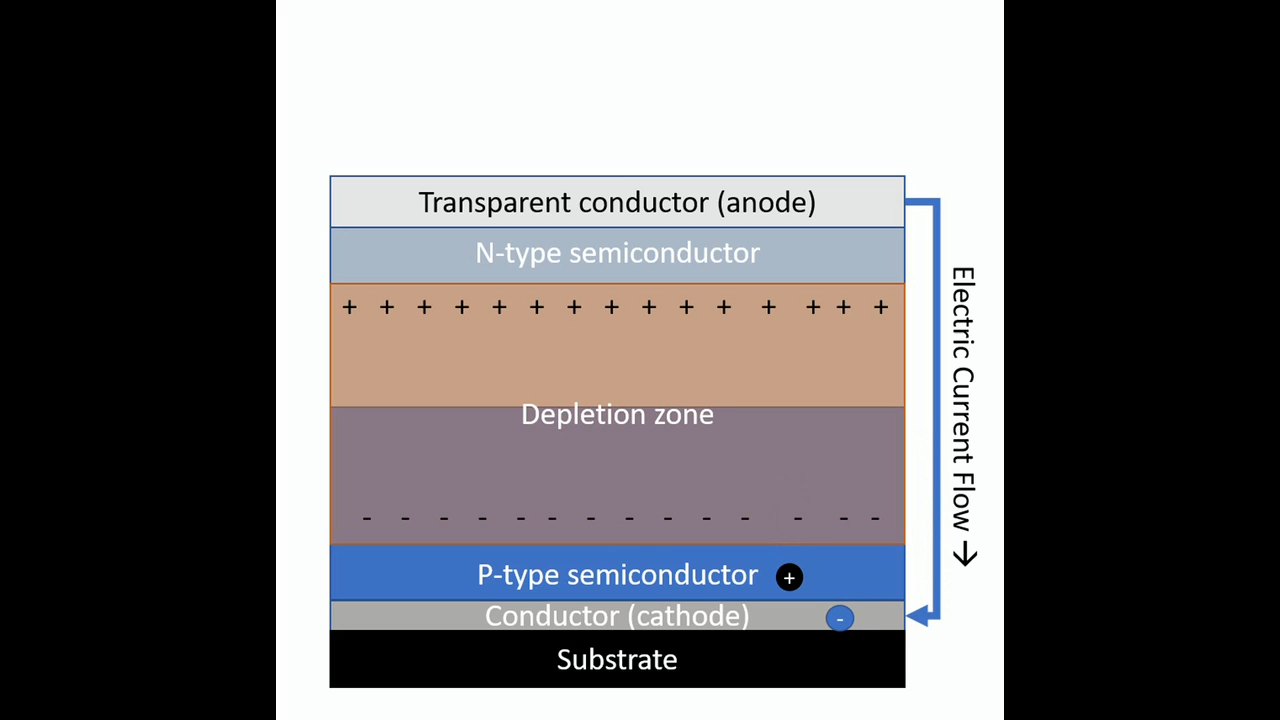 Transparent conductor (anode)
N-type semiconductor
+ + + + + + + + + + + + + + +
Depletion zone
- - - - - - - - - - - - - -
P-type semiconductor +
Conductor (cathode) -
Substrate
Electric Current Flow →